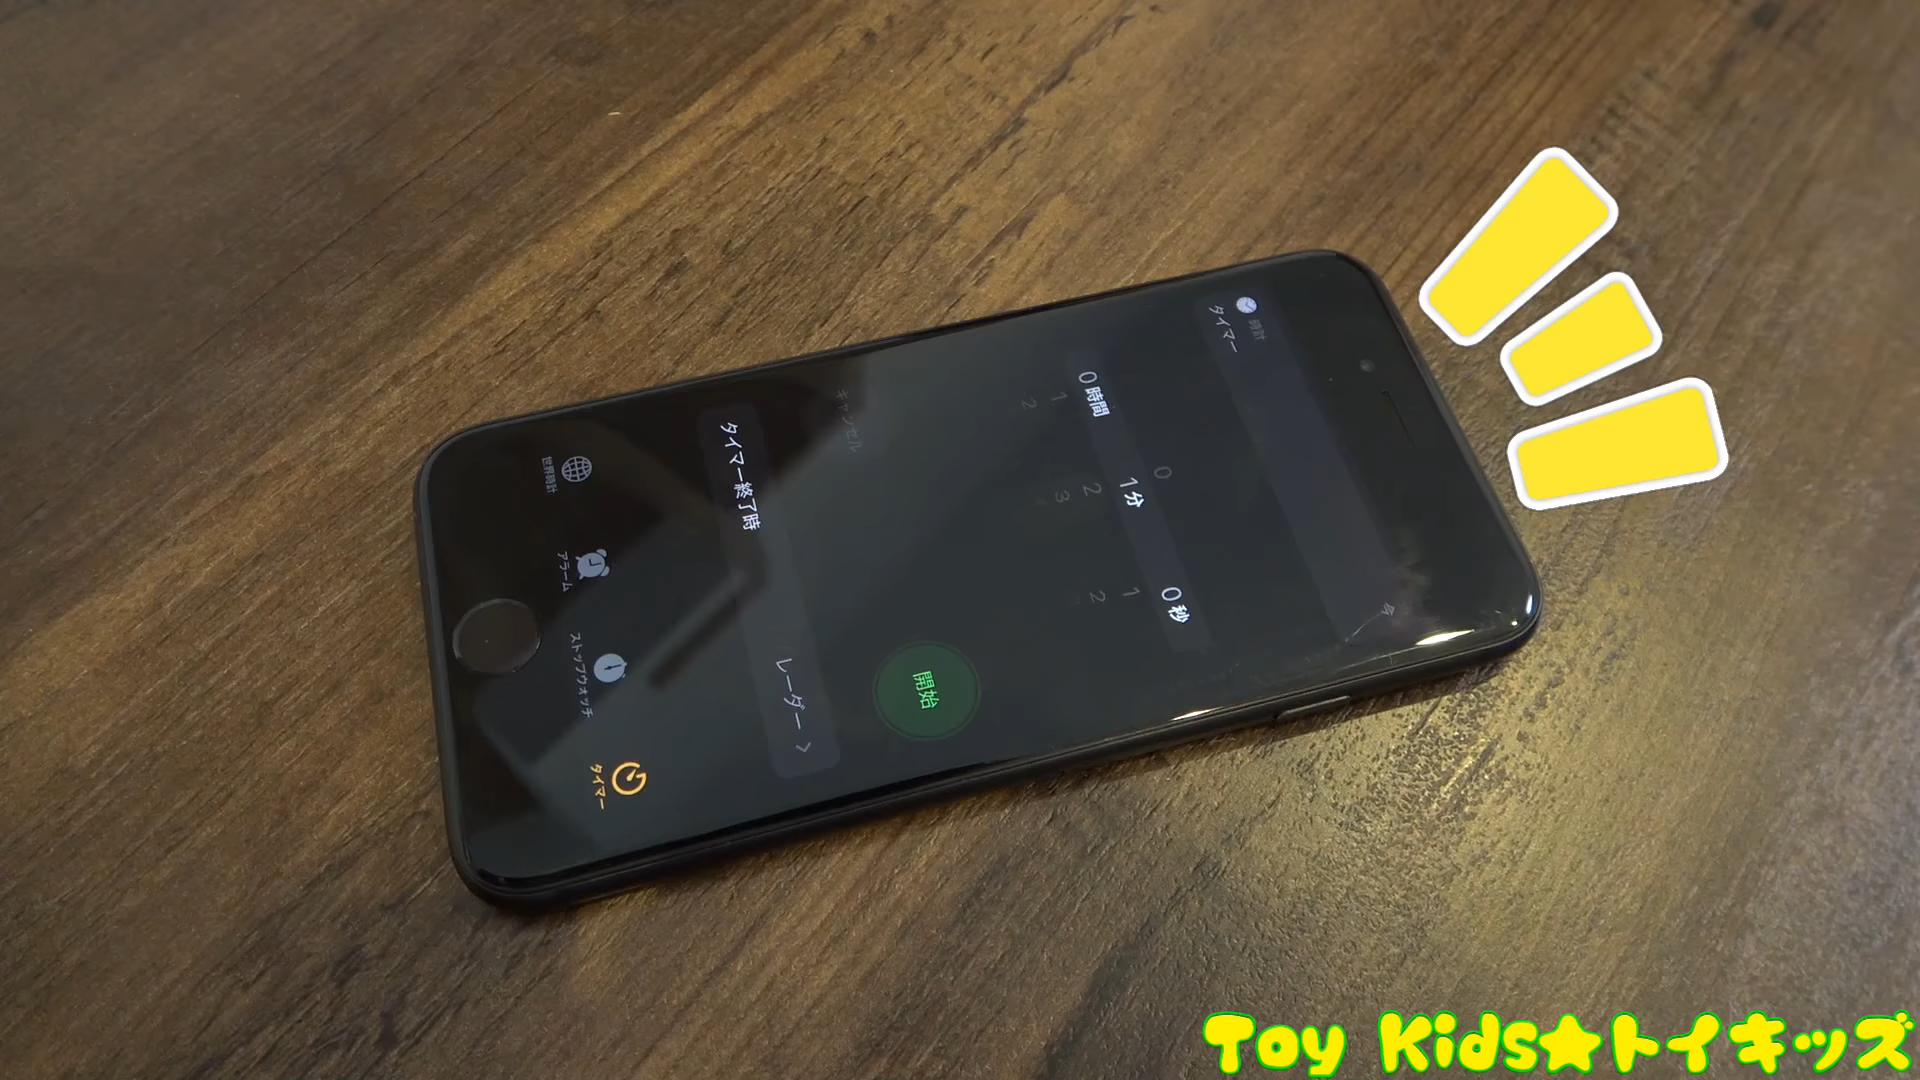 時計
タイマー
今
0
0 時間 1分 0 秒
1 2 1
2 3 2
キャンセル
開始
タイマー終了時 レーダー >
世界時計
アラーム
ストップウォッチ
タイマー
Toy Kids★トイキッズ